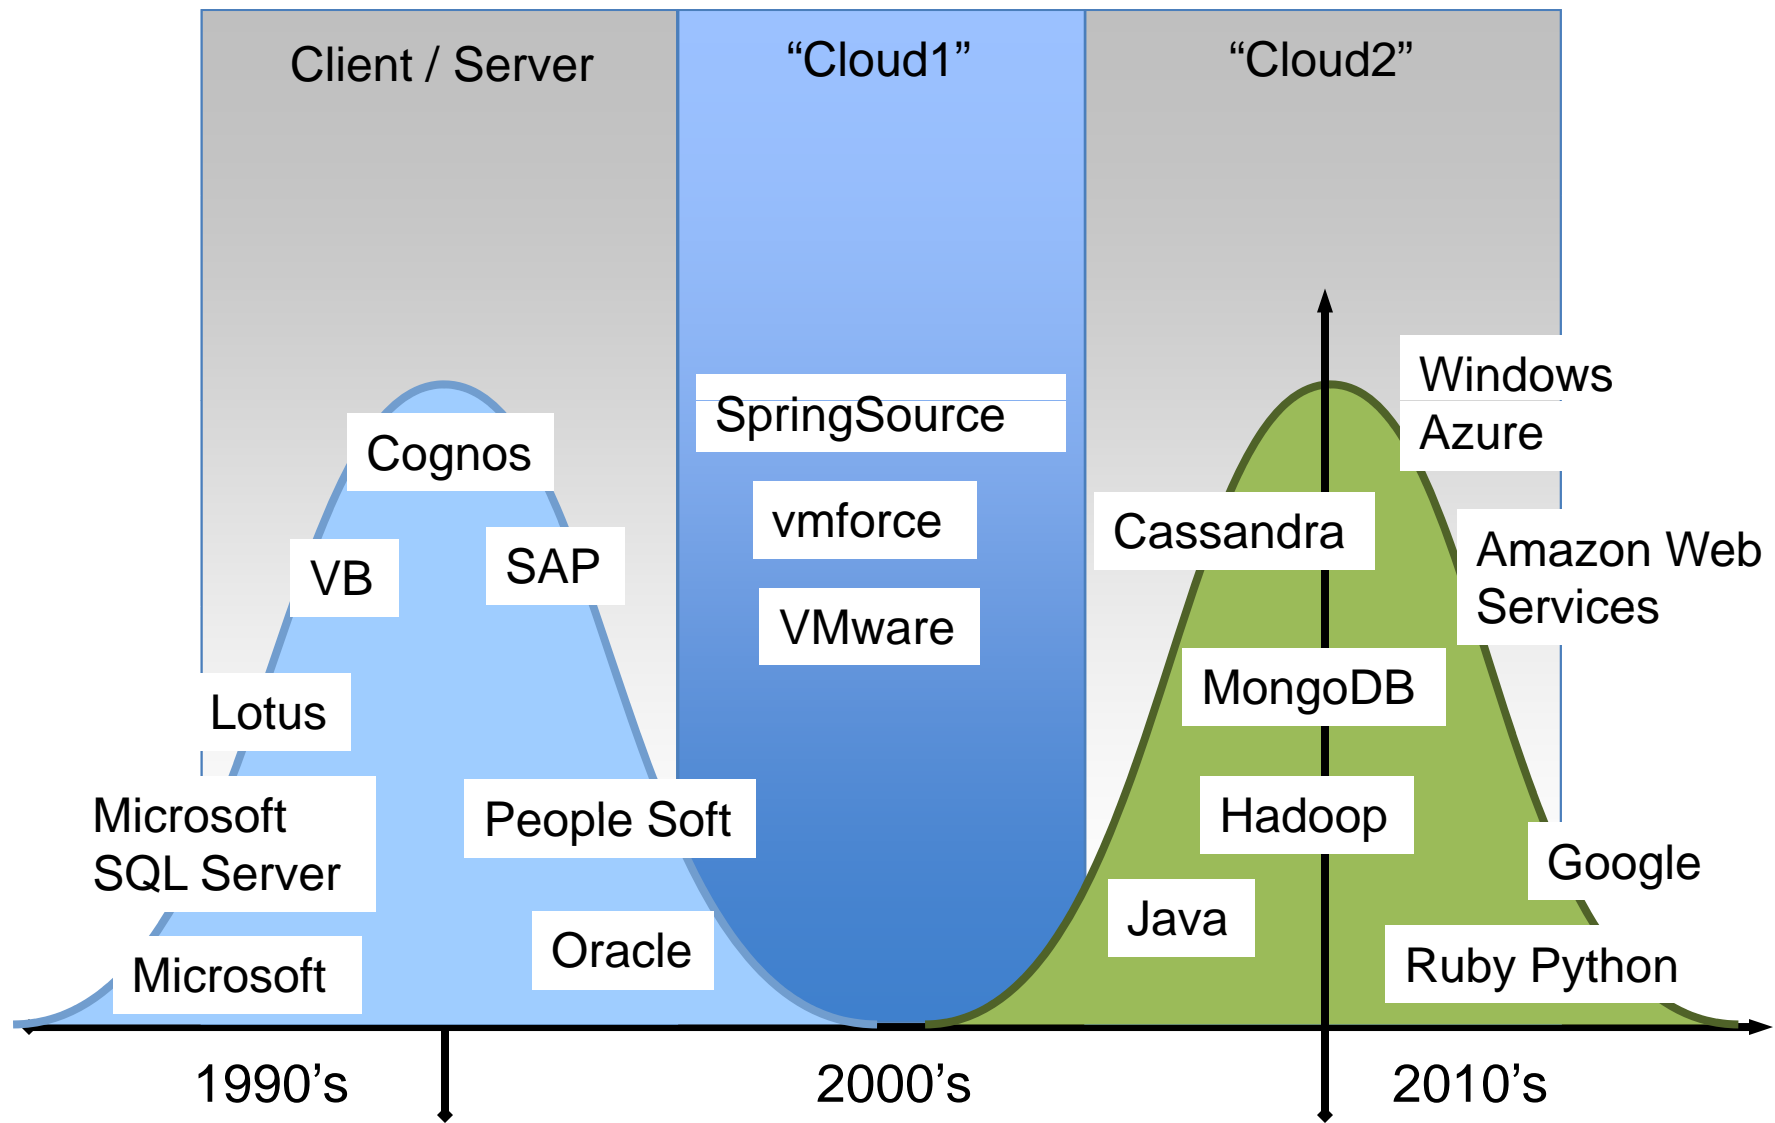 Client / Server
“Cloud1”
“Cloud2”
Cognos
VB
SAP
Lotus
Microsoft
SQL Server
People Soft
Microsoft
Oracle
SpringSource
vmforce
VMware
Windows
Azure
Cassandra
Amazon Web
Services
MongoDB
Hadoop
Google
Java
Ruby Python
1990’s
2000’s
2010’s